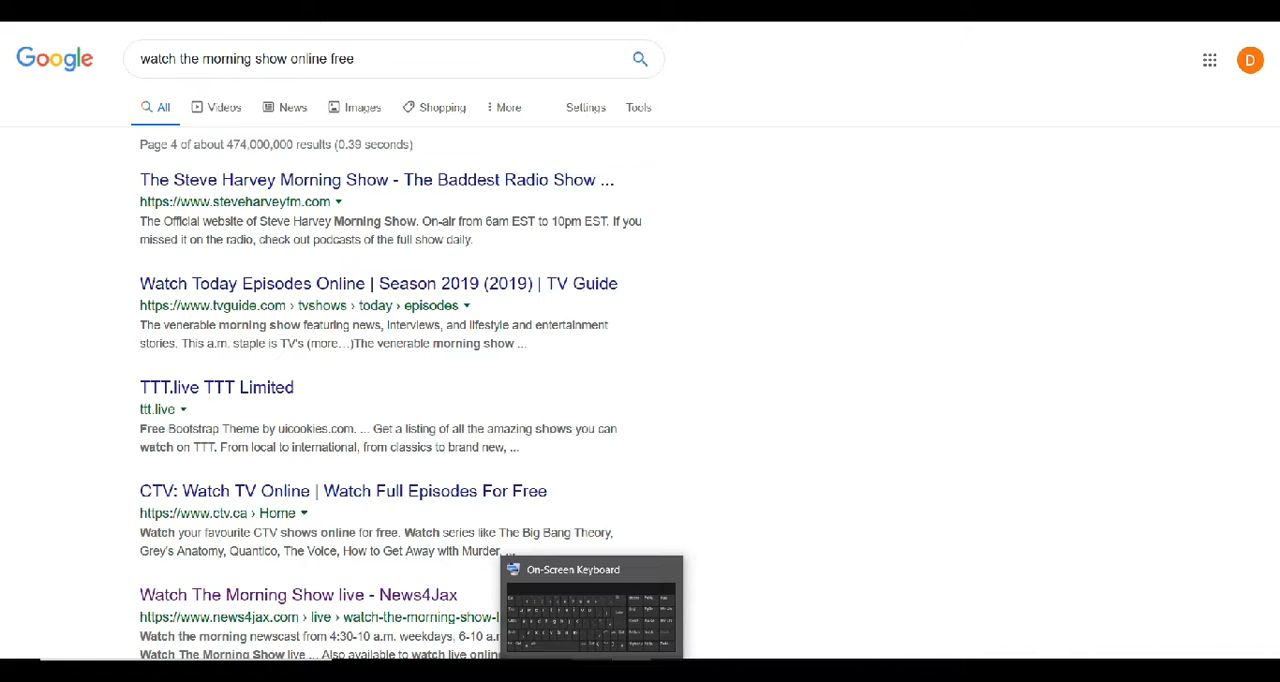 Google
watch the morning show online free
D
All Videos News Images Shopping More Settings Tools
Page 4 of about 474,000,000 results (0.39 seconds)
The Steve Harvey Morning Show - The Baddest Radio Show ...
https://www.steveharveyfm.com
The Official website of Steve Harvey Morning Show. On-air from 6am EST to 10pm EST. If you
missed it on the radio, check out podcasts of the full show daily.
Watch Today Episodes Online | Season 2019 (2019) | TV Guide
https://www.tvguide.com › tvshows › today › episodes
The venerable morning show featuring news, interviews, and lifestyle and entertainment
stories. This a.m. staple is TV's (more…)The venerable morning show ...
TTT.live TTT Limited
ttt.live
Free Bootstrap Theme by uicookies.com. ... Get a listing of all the amazing shows you can
watch on TTT. From local to international, from classics to brand new, ...
CTV: Watch TV Online | Watch Full Episodes For Free
https://www.ctv.ca › Home
Watch your favourite CTV shows online for free. Watch series like The Big Bang Theory,
Grey's Anatomy, Quantico, The Voice, How to Get Away with Murder, ...
On-Screen Keyboard
Watch The Morning Show live - News4Jax
https://www.news4jax.com › live › watch-the-morning-show-l
Watch the morning newscast from 4:30-10 a.m. weekdays, 6-10 a.
Watch The Morning Show live ... Also available to watch live online